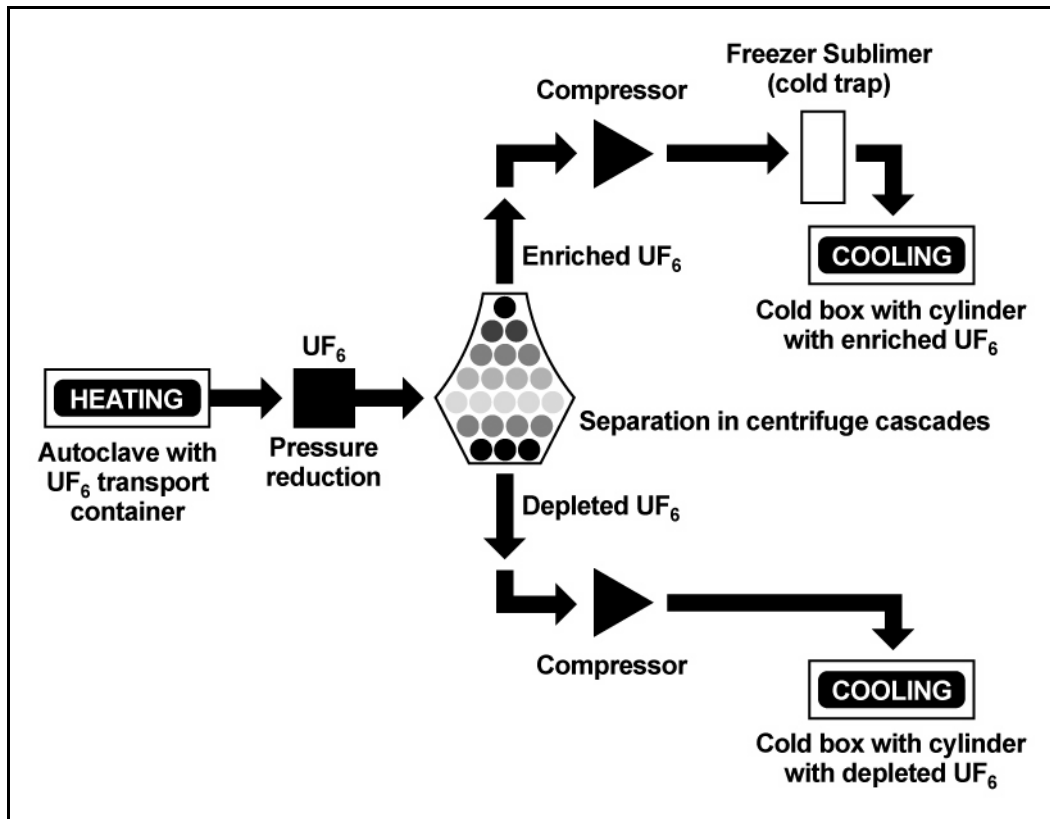 Freezer Sublimer
(cold trap)
Compressor
COOLING
Enriched UF₆
Cold box with cylinder
with enriched UF₆
UF₆
HEATING
Separation in centrifuge cascades
Autoclave with
UF₆ transport
container
Pressure
reduction
Depleted UF₆
Compressor
COOLING
Cold box with cylinder
with depleted UF₆